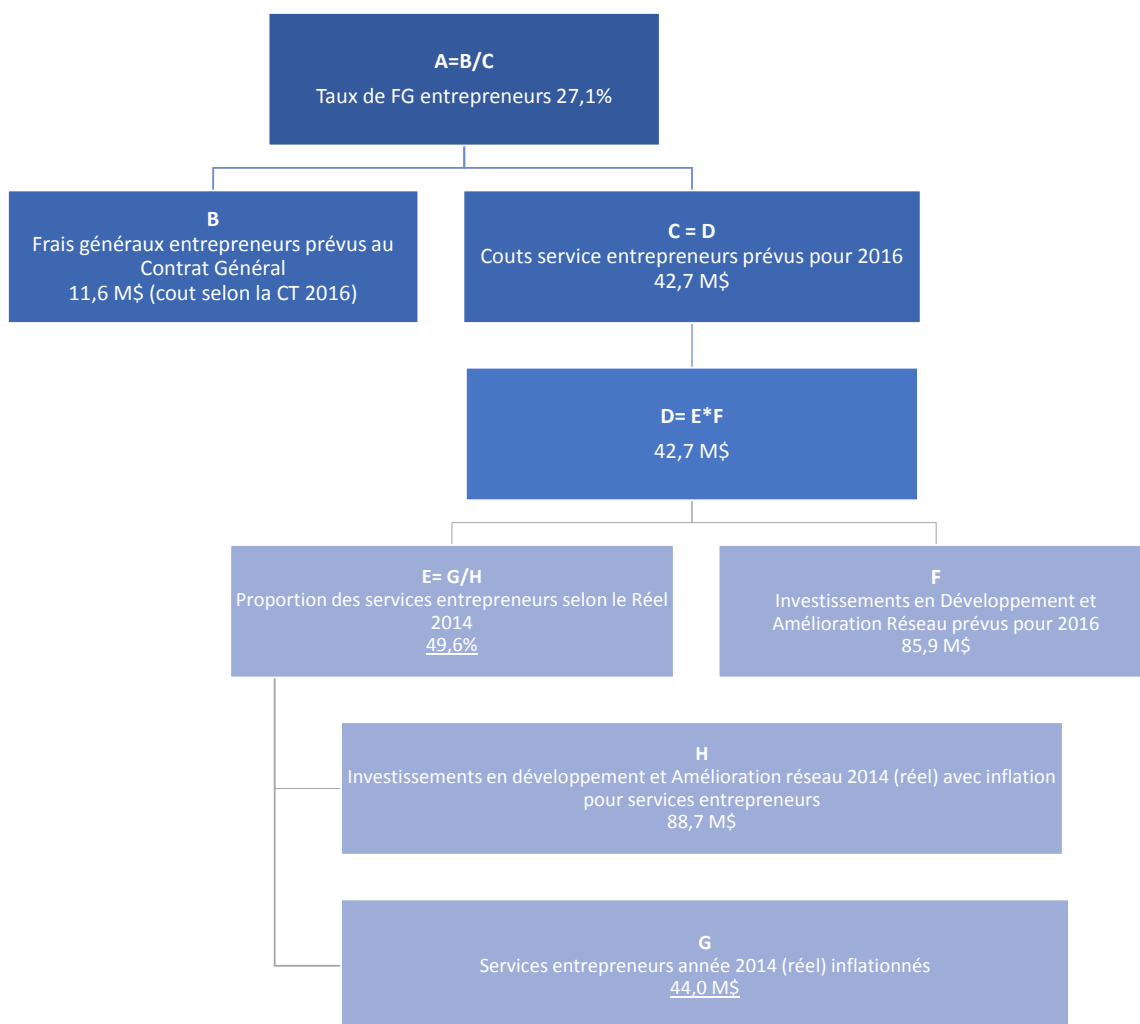 A=B/C
Taux de FG entrepreneurs 27,1%
B
Frais généraux entrepreneurs prévus au
Contrat Général
11,6 M$ (cout selon la CT 2016)
C = D
Couts service entrepreneurs prévus pour 2016
42,7 M$
D= E*F
42,7 M$
E= G/H
Proportion des services entrepreneurs selon le Réel
2014
49,6%
F
Investissements en Développement et
Amélioration Réseau prévus pour 2016
85,9 M$
H
Investissements en développement et Amélioration réseau 2014 (réel) avec inflation
pour services entrepreneurs
88,7 M$
G
Services entrepreneurs année 2014 (réel) inflationnés
44,0 M$